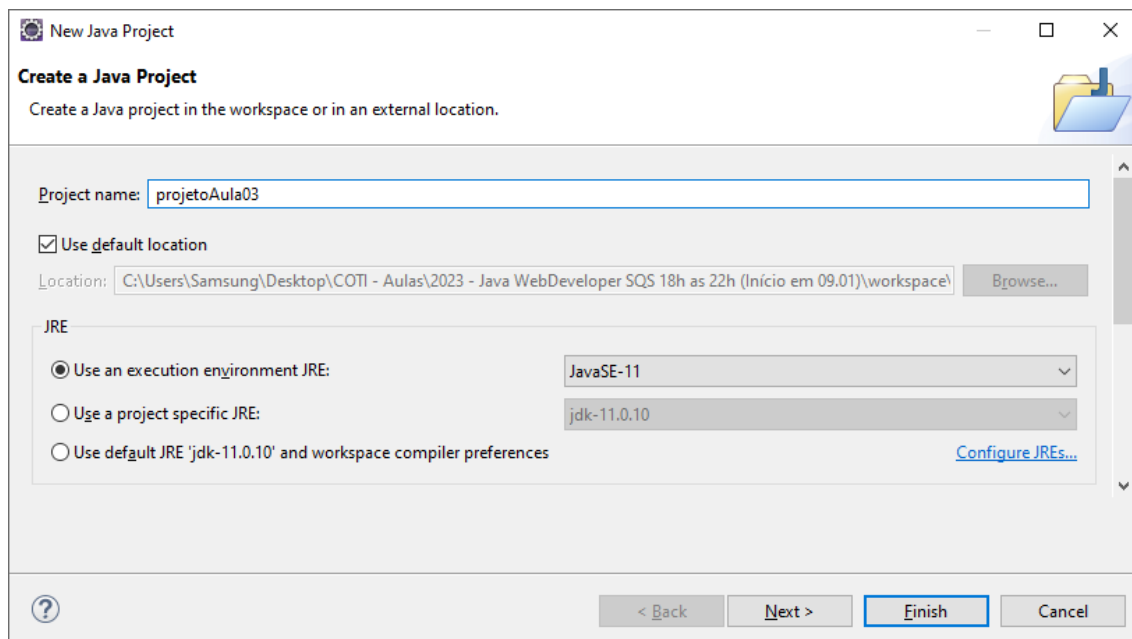 New Java Project
Create a Java Project
Create a Java project in the workspace or in an external location.
Project name: projetoAula03
Use default location
Location: C:\Users\Samsung\Desktop\COTI - Aulas\2023 - Java WebDeveloper SQS 18h as 22h (Início em 09.01)\workspace\ Browse...
JRE
Use an execution environment JRE: JavaSE-11
Use a project specific JRE: jdk-11.0.10
Use default JRE 'jdk-11.0.10' and workspace compiler preferences Configure JREs...
? < Back Next > Finish Cancel